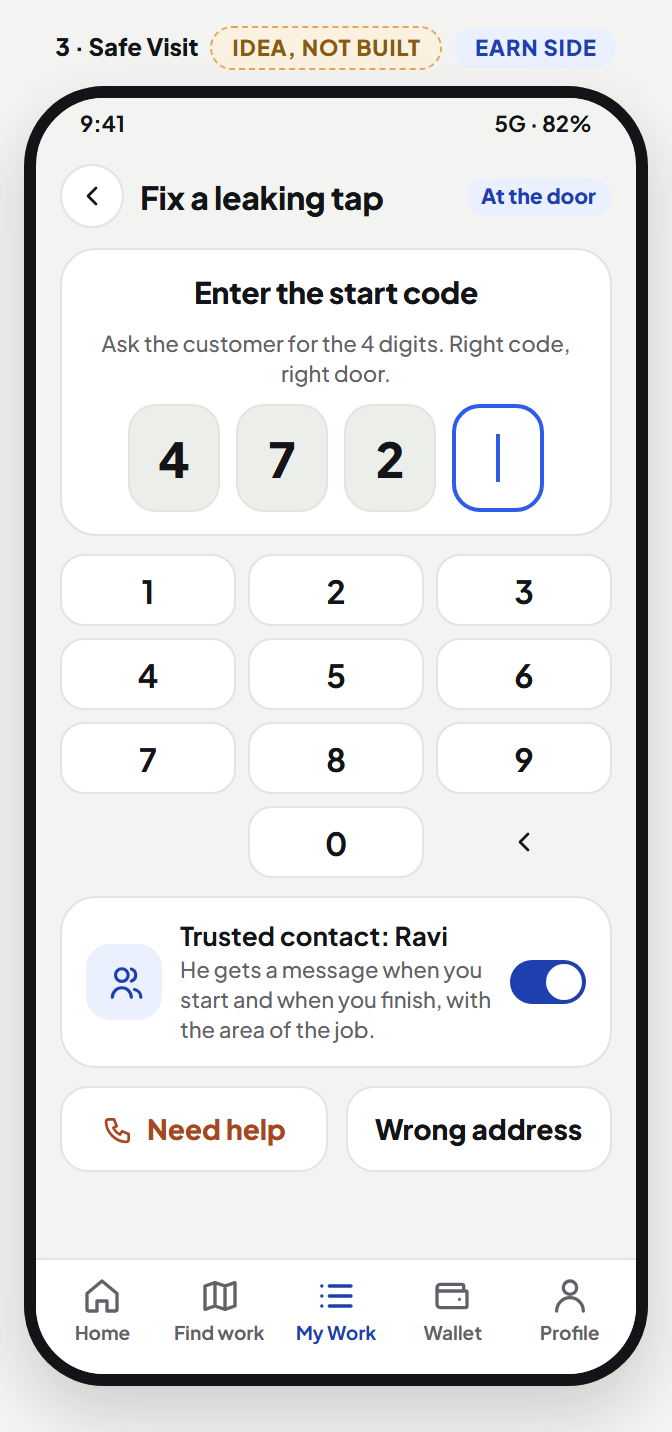 3 · Safe Visit IDEA, NOT BUILT EARN SIDE
9:41 5G · 82%
Fix a leaking tap At the door
Enter the start code
Ask the customer for the 4 digits. Right code,
right door.
4 7 2
1 2 3
4 5 6
7 8 9
0
Trusted contact: Ravi
He gets a message when you
start and when you finish, with
the area of the job.
Need help Wrong address
Home Find work My Work Wallet Profile